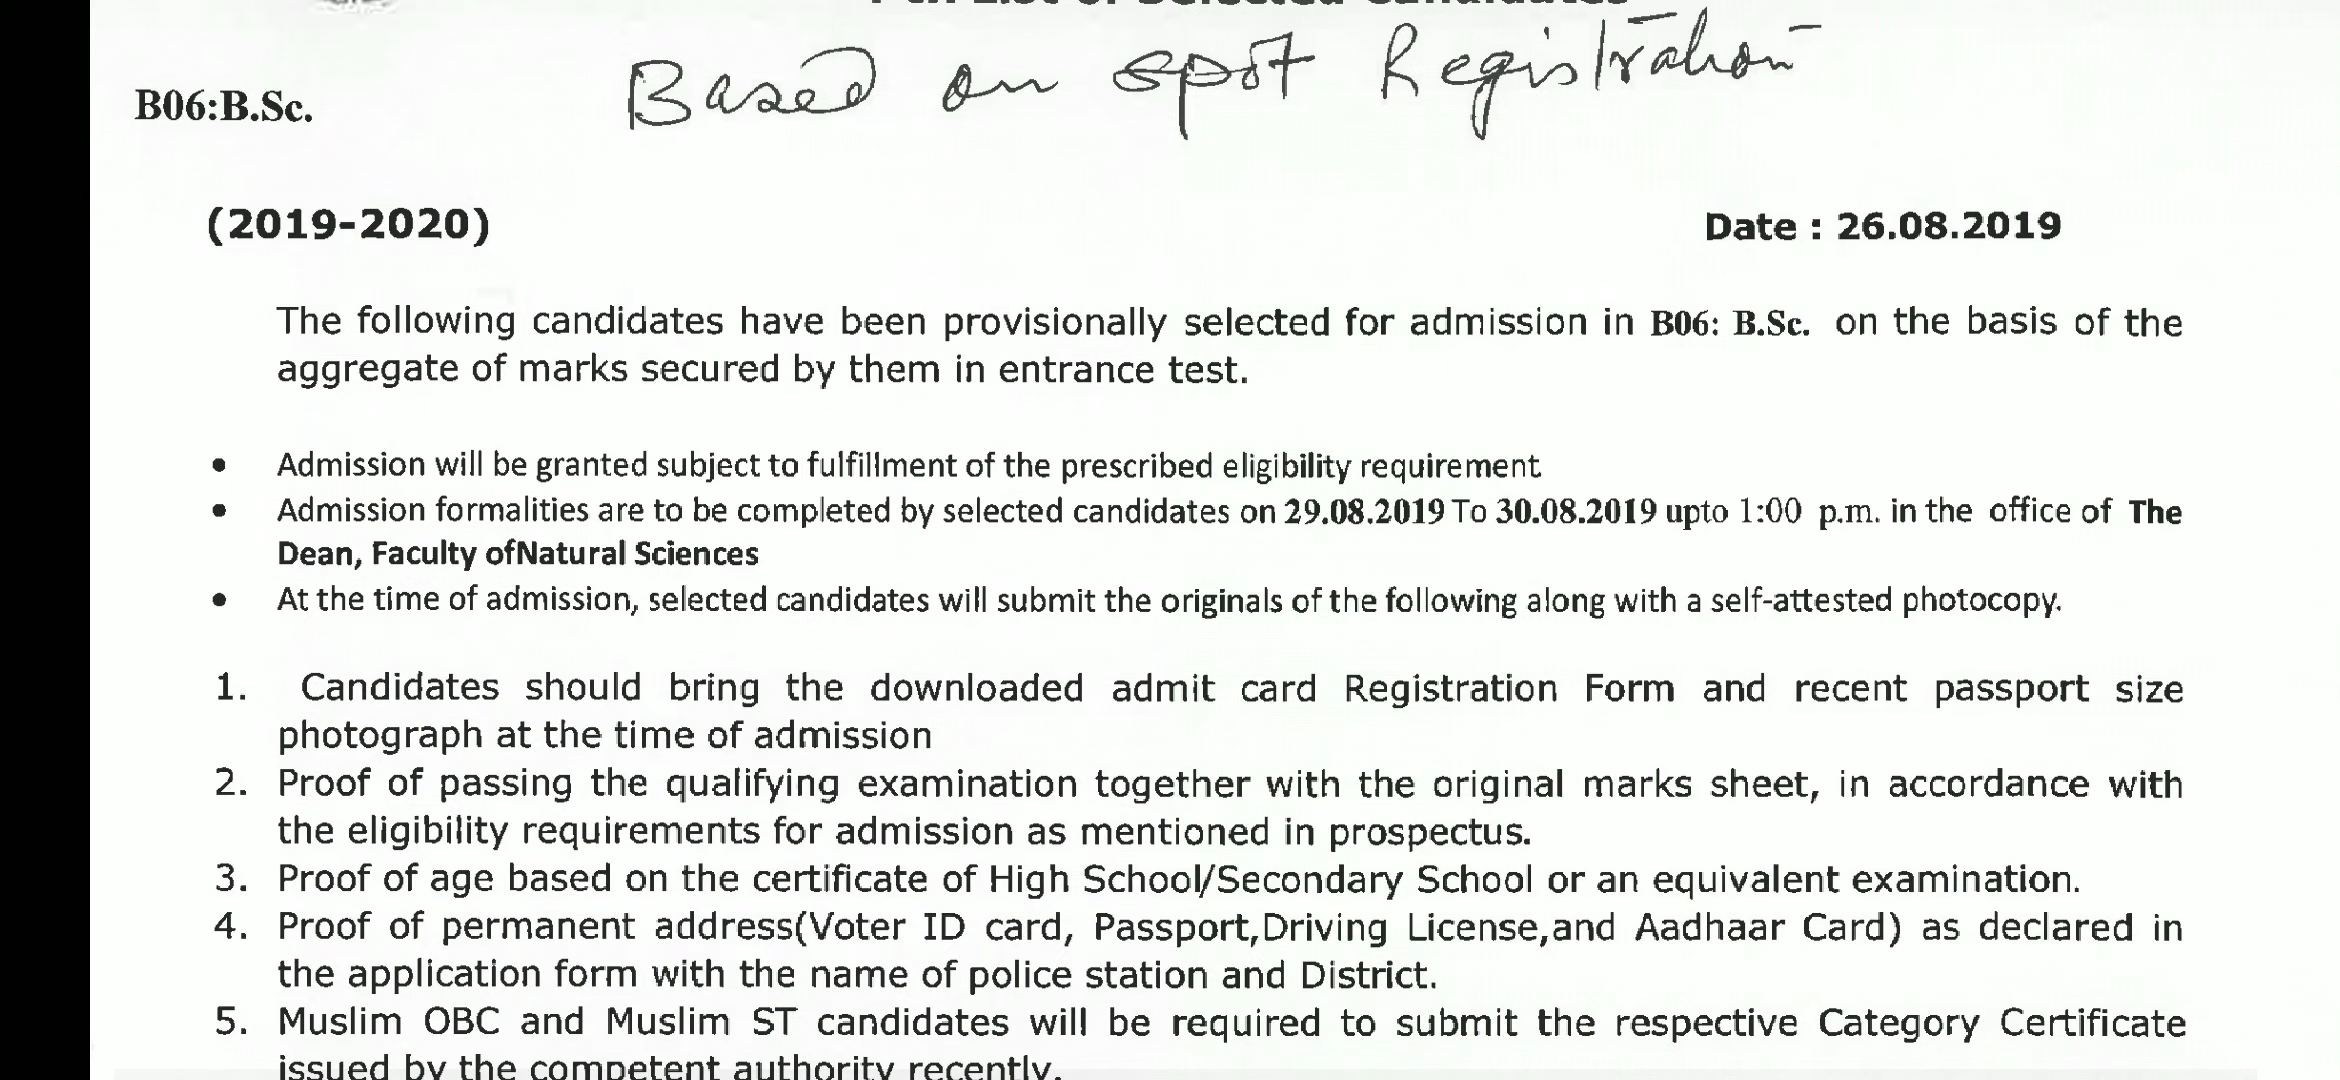 List of Selected Candidates
Based on spot Registration
B06:B.Sc.
(2019-2020) Date : 26.08.2019
The following candidates have been provisionally selected for admission in B06: B.Sc. on the basis of the
aggregate of marks secured by them in entrance test.
• Admission will be granted subject to fulfillment of the prescribed eligibility requirement
• Admission formalities are to be completed by selected candidates on 29.08.2019 To 30.08.2019 upto 1:00 p.m. in the office of The
Dean, Faculty ofNatural Sciences
• At the time of admission, selected candidates will submit the originals of the following along with a self-attested photocopy.
1. Candidates should bring the downloaded admit card Registration Form and recent passport size
photograph at the time of admission
2. Proof of passing the qualifying examination together with the original marks sheet, in accordance with
the eligibility requirements for admission as mentioned in prospectus.
3. Proof of age based on the certificate of High School/Secondary School or an equivalent examination.
4. Proof of permanent address(Voter ID card, Passport,Driving License,and Aadhaar Card) as declared in
the application form with the name of police station and District.
5. Muslim OBC and Muslim ST candidates will be required to submit the respective Category Certificate
issued by the competent authority recently.